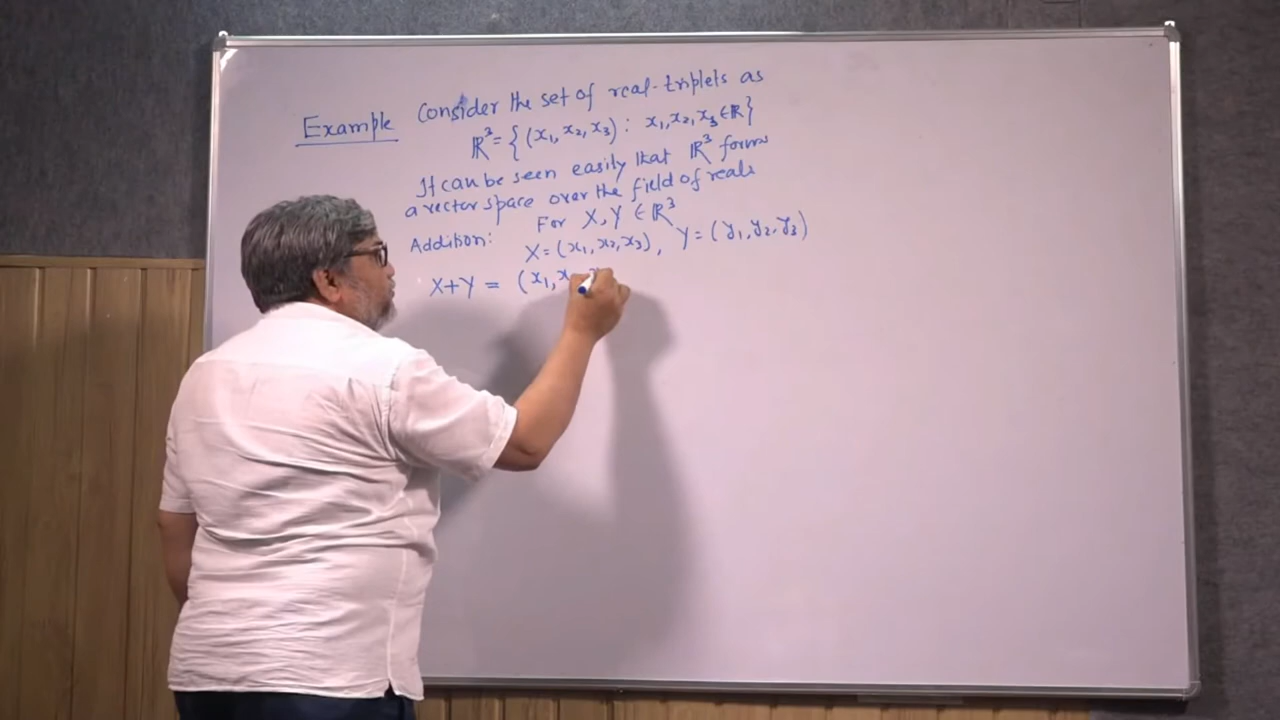 Example Consider the set of real-triplets as
ℝ³ = {(x₁, x₂, x₃) : x₁, x₂, x₃ ∈ ℝ}
It can be seen easily that ℝ³ forms
a vector space over the field of reals
For X, Y ∈ ℝ³
Addition: X = (x₁, x₂, x₃), Y = (y₁, y₂, y₃)
X+Y = (x₁, x